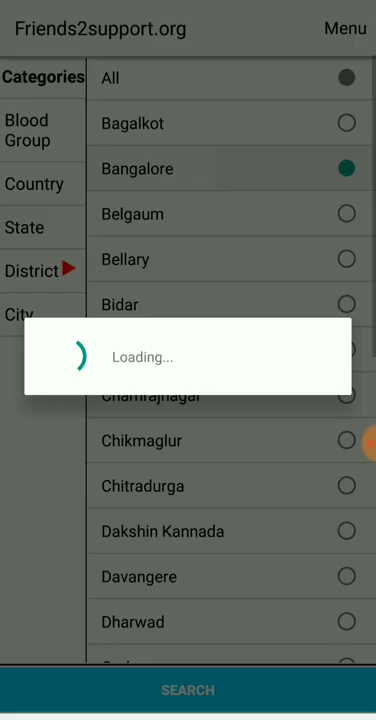 Friends2support.org
Menu
Categories
Blood
Group
Country
State
District
City
All
Bagalkot
Bangalore
Belgaum
Bellary
Bidar
Loading...
Chamrajnagar
Chikmaglur
Chitradurga
Dakshin Kannada
Davangere
Dharwad
SEARCH